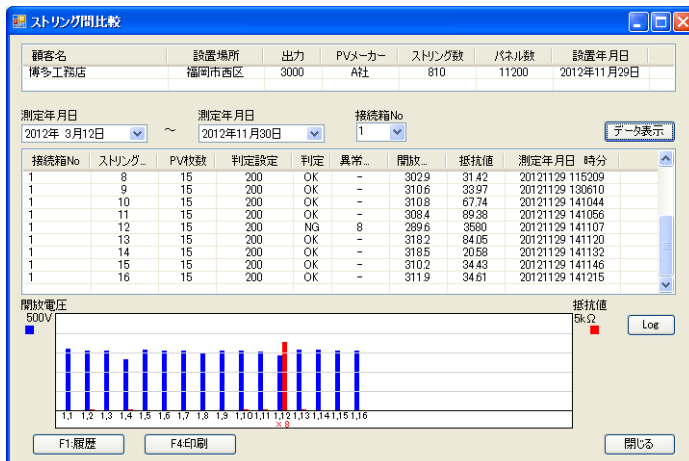 ストリング間比較
顧客名 設置場所 出力 PVメーカー ストリング数 パネル数 設置年月日
博多工務店 福岡市西区 3000 A社 810 11200 2012年11月29日
測定年月日 測定年月日 接続箱No
2012年 3月12日 ～ 2012年11月30日 1 データ表示
接続箱No ストリング... PV枚数 判定設定 判定 異常... 開放... 抵抗値 測定年月日 時分
1 8 15 200 OK - 302.9 31.42 20121129 115209
1 9 15 200 OK - 310.6 33.97 20121129 130610
1 10 15 200 OK - 310.8 67.74 20121129 141044
1 11 15 200 OK - 308.4 89.38 20121129 141056
1 12 15 200 NG 8 289.6 3580 20121129 141107
1 13 15 200 OK - 318.2 84.05 20121129 141120
1 14 15 200 OK - 318.5 20.58 20121129 141132
1 15 15 200 OK - 310.2 34.43 20121129 141146
1 16 15 200 OK - 311.9 34.61 20121129 141215
開放電圧 抵抗値
500V 5kΩ Log
1,1 1,2 1,3 1,4 1,5 1,6 1,7 1,8 1,9 1,10 1,11 1,12 1,13 1,14 1,15 1,16
×8
F1:履歴 F4:印刷 閉じる